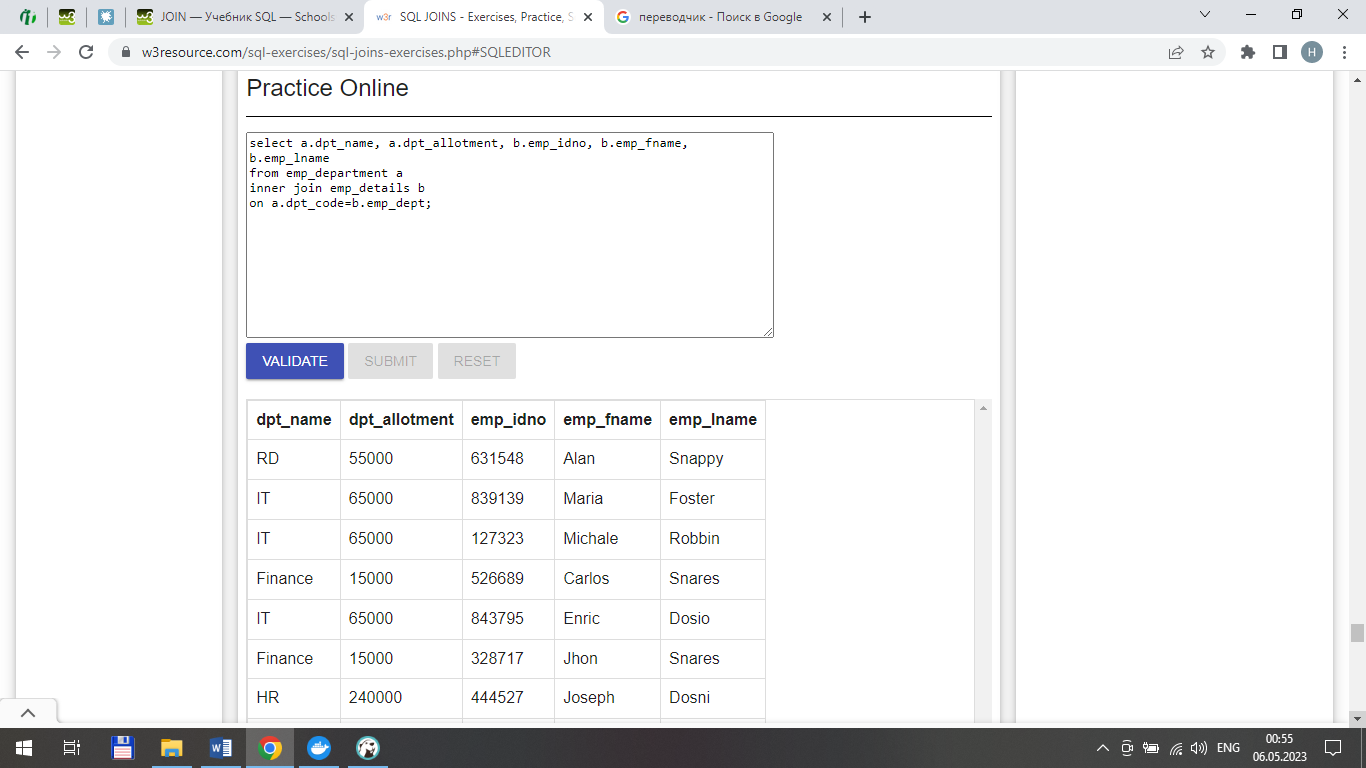 JOIN — Учебник SQL — Schools
w3r SQL JOINS - Exercises, Practice, S
переводчик - Поиск в Google
w3resource.com/sql-exercises/sql-joins-exercises.php#SQLEDITOR
H
Practice Online
select a.dpt_name, a.dpt_allotment, b.emp_idno, b.emp_fname,
b.emp_lname
from emp_department a
inner join emp_details b
on a.dpt_code=b.emp_dept;
VALIDATE SUBMIT RESET
dpt_name dpt_allotment emp_idno emp_fname emp_lname
RD 55000 631548 Alan Snappy
IT 65000 839139 Maria Foster
IT 65000 127323 Michale Robbin
Finance 15000 526689 Carlos Snares
IT 65000 843795 Enric Dosio
Finance 15000 328717 Jhon Snares
HR 240000 444527 Joseph Dosni
ENG
00:55
06.05.2023